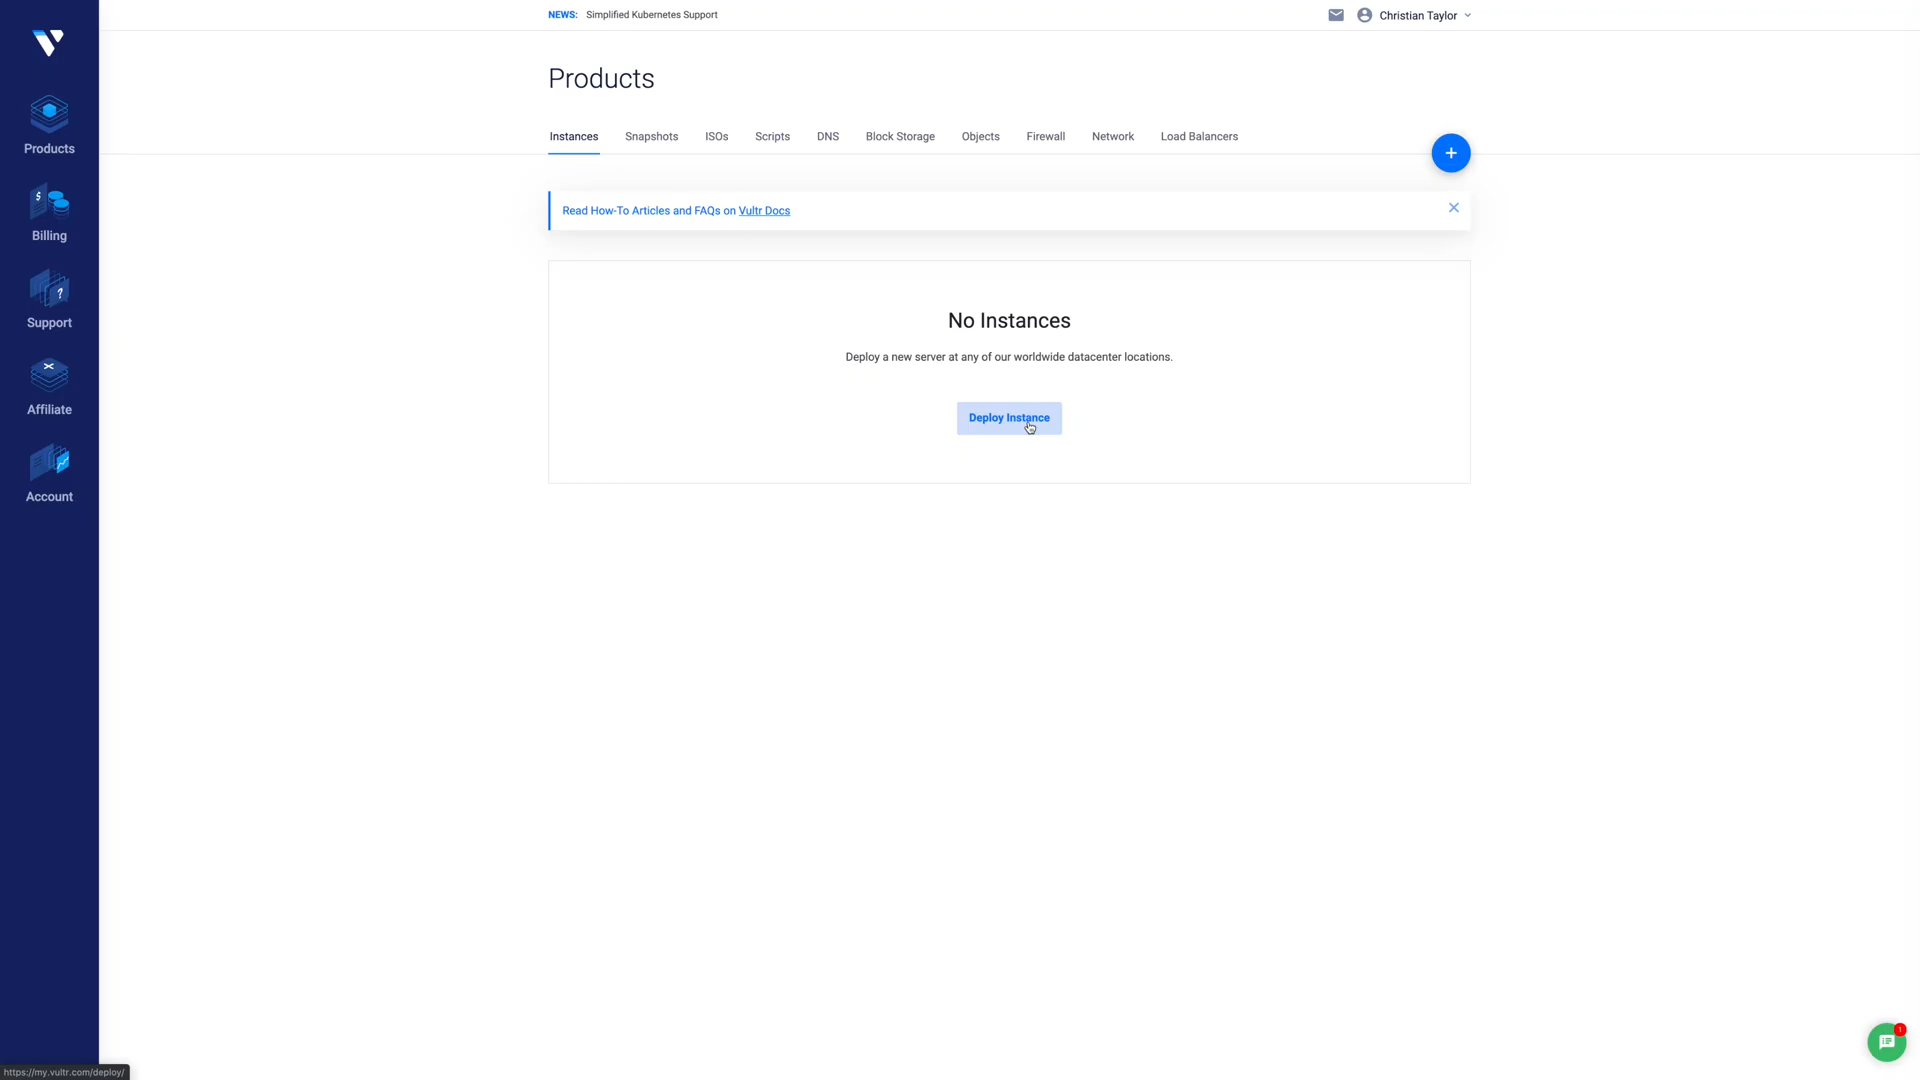 NEWS: Simplified Kubernetes Support
Christian Taylor
Products
Products
Instances Snapshots ISOs Scripts DNS Block Storage Objects Firewall Network Load Balancers
+
Read How-To Articles and FAQs on Vultr Docs
Billing
No Instances
Support
Deploy a new server at any of our worldwide datacenter locations.
Affiliate
Deploy Instance
Account
1
https://my.vultr.com/deploy/